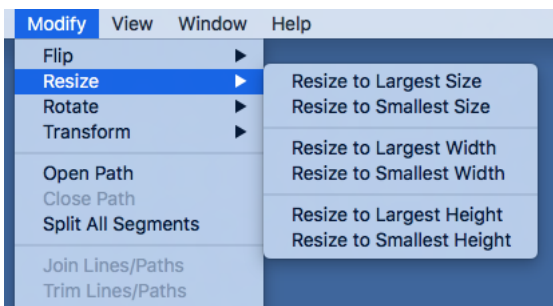 Modify View Window Help
Flip
Resize
Rotate
Transform
Open Path
Close Path
Split All Segments
Join Lines/Paths
Trim Lines/Paths
Resize to Largest Size
Resize to Smallest Size
Resize to Largest Width
Resize to Smallest Width
Resize to Largest Height
Resize to Smallest Height